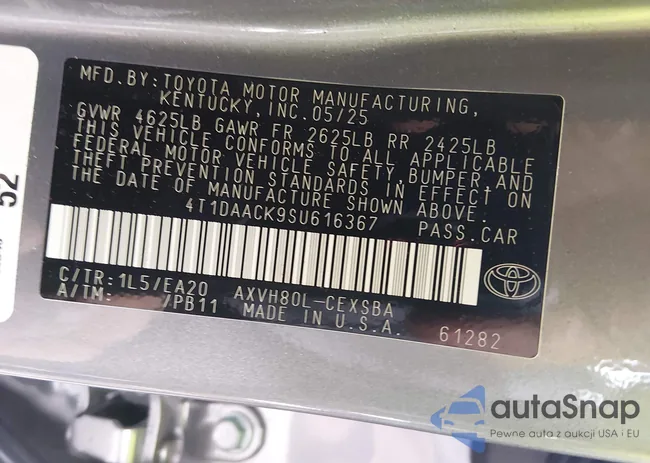 MFD. BY: TOYOTA MOTOR MANUFACTURING,
KENTUCKY, INC. 05/25
GVWR 4625LB GAWR FR 2625LB RR 2425LB
THIS VEHICLE CONFORMS TO ALL APPLICABLE
FEDERAL MOTOR VEHICLE SAFETY, BUMPER, AND
THEFT PREVENTION STANDARDS IN EFFECT ON
THE DATE OF MANUFACTURE SHOWN ABOVE.
4T1DAACK9SU616367 PASS. CAR
C/TR: 1L5/EA20 AXVH80L-CEXSBA
A/TM: /PB11 MADE IN U.S.A. 61282
52
autaSnap
Pewne auta z aukcji USA i EU